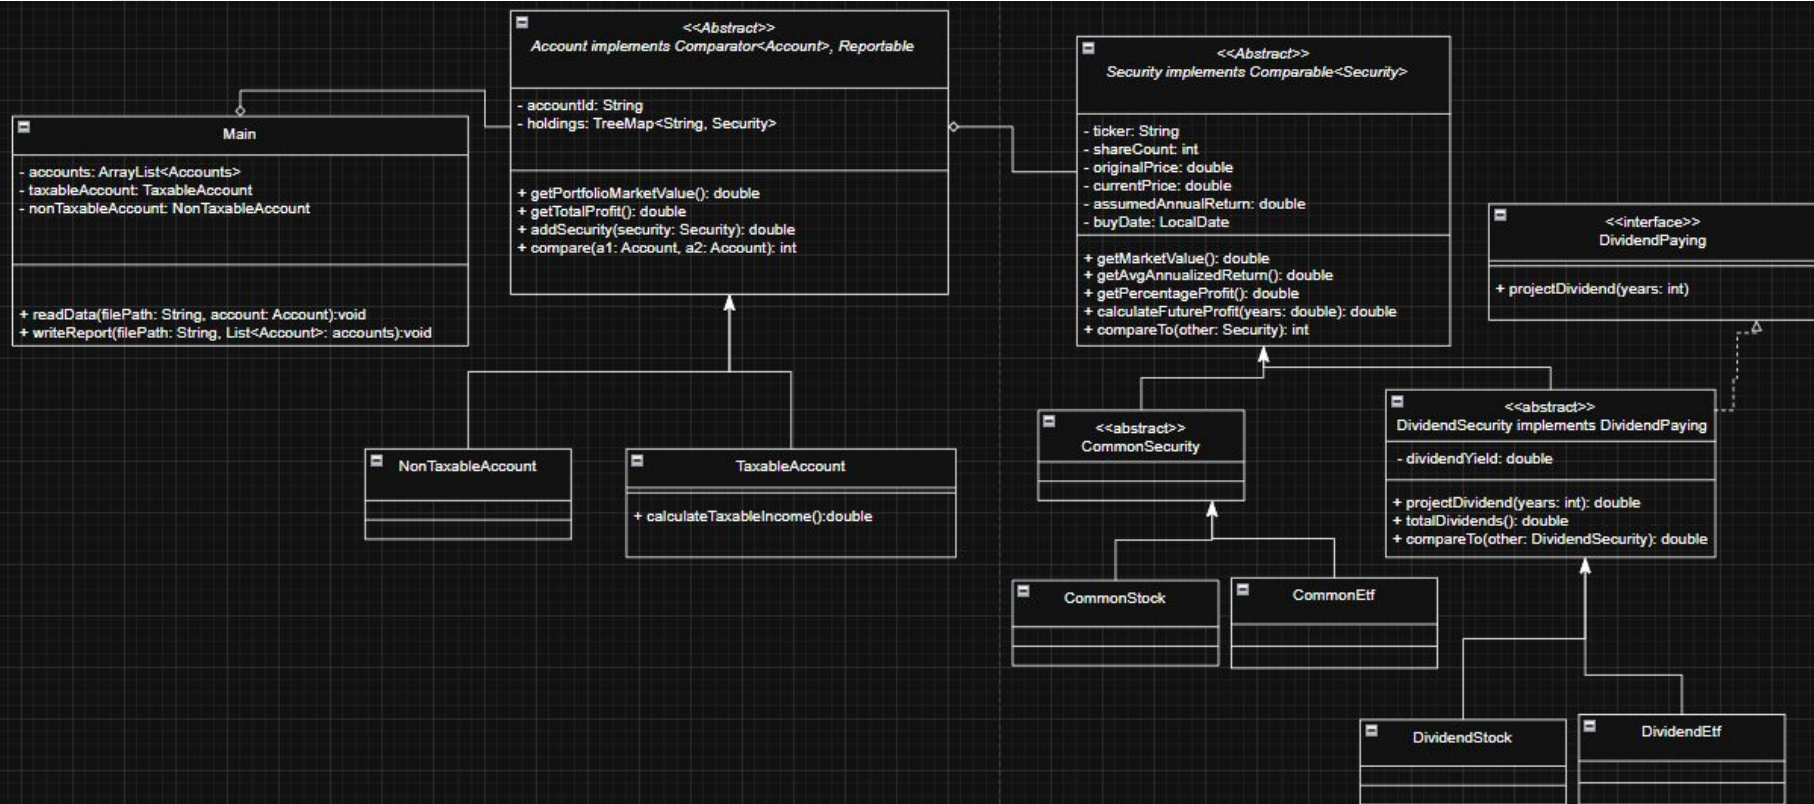 <<Abstract>>
Account implements Comparator<Account>, Reportable
- accountId: String
- holdings: TreeMap<String, Security>
+ getPortfolioMarketValue(): double
+ getTotalProfit(): double
+ addSecurity(security: Security): double
+ compare(a1: Account, a2: Account): int
Main
- accounts: ArrayList<Accounts>
- taxableAccount: TaxableAccount
- nonTaxableAccount: NonTaxableAccount
+ readData(filePath: String, account: Account):void
+ writeReport(filePath: String, List<Account>: accounts):void
NonTaxableAccount
TaxableAccount
+ calculateTaxableIncome():double
<<Abstract>>
Security implements Comparable<Security>
- ticker: String
- shareCount: int
- originalPrice: double
- currentPrice: double
- assumedAnnualReturn: double
- buyDate: LocalDate
+ getMarketValue(): double
+ getAvgAnnualizedReturn(): double
+ getPercentageProfit(): double
+ calculateFutureProfit(years: double): double
+ compareTo(other: Security): int
<<interface>>
DividendPaying
+ projectDividend(years: int)
<<abstract>>
CommonSecurity
<<abstract>>
DividendSecurity implements DividendPaying
- dividendYield: double
+ projectDividend(years: int): double
+ totalDividends(): double
+ compareTo(other: DividendSecurity): double
CommonStock
CommonEtf
DividendStock
DividendEtf